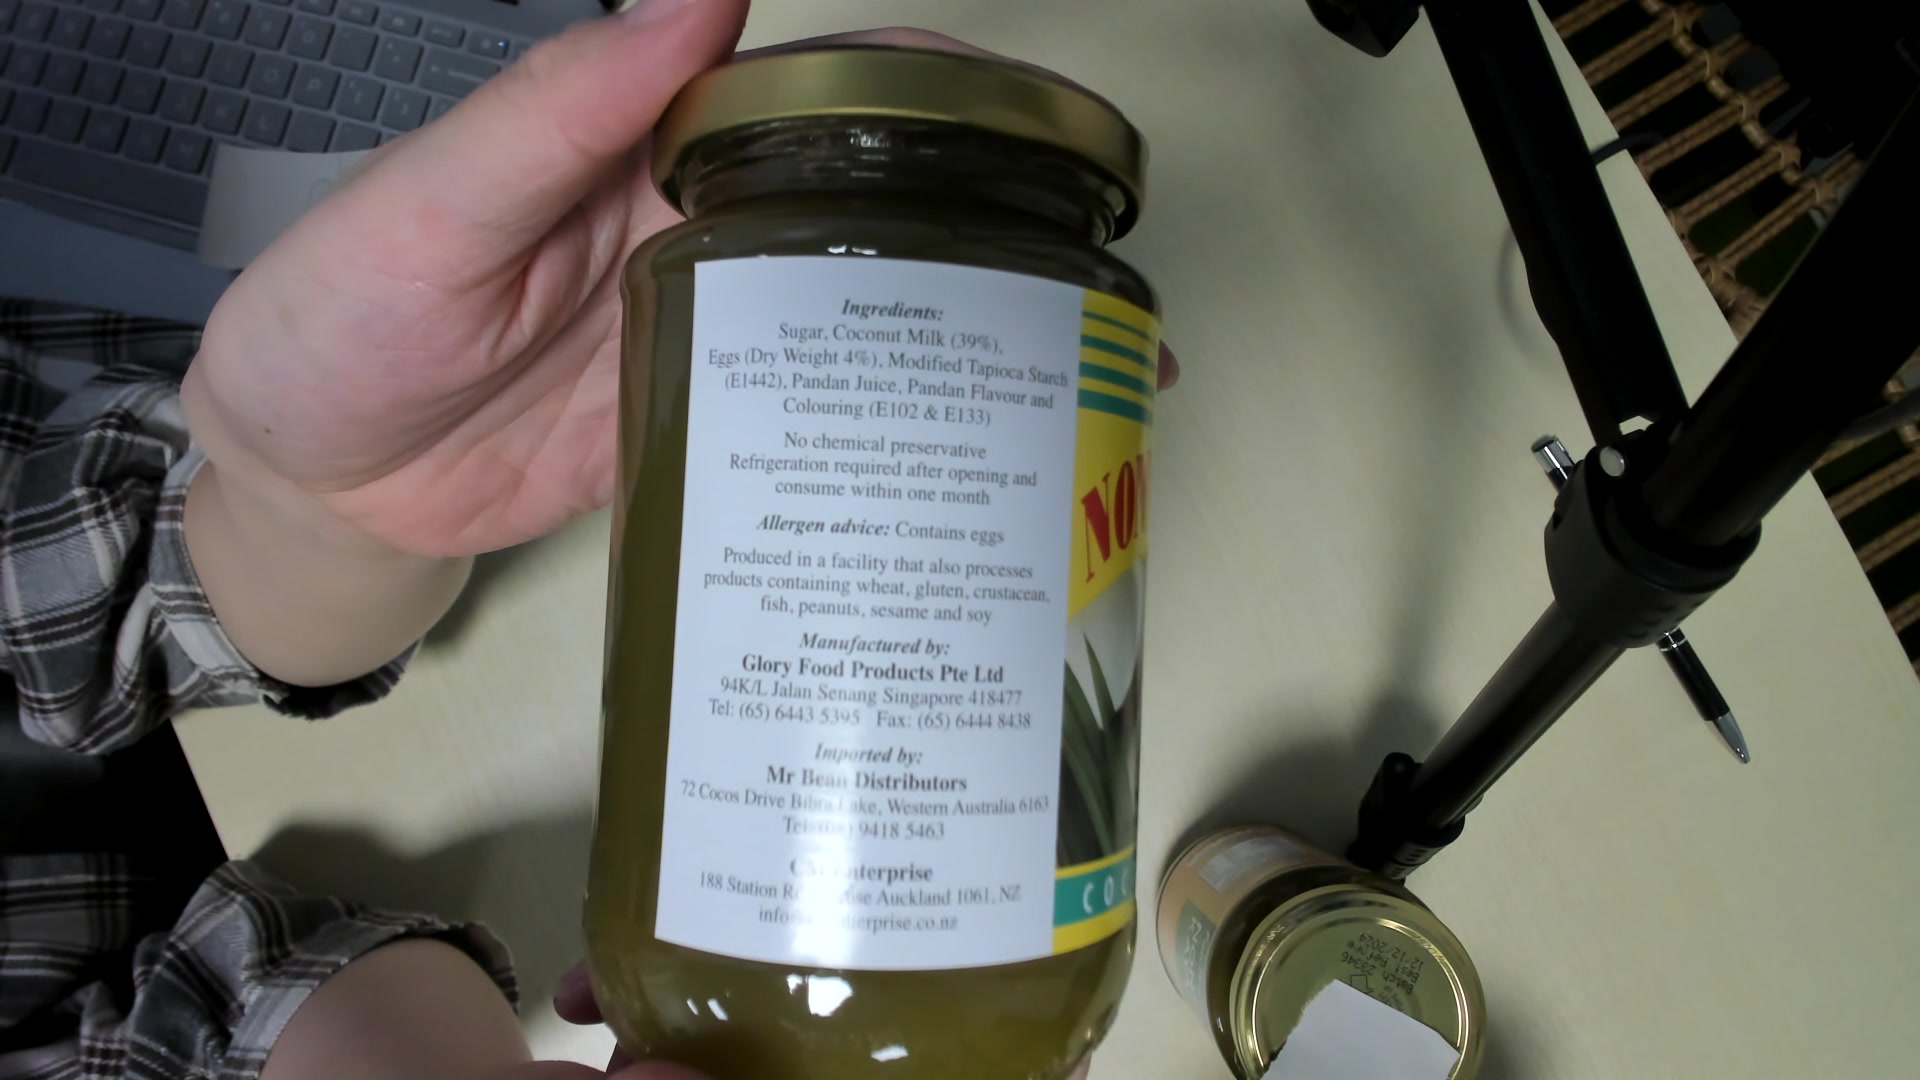 Ingredients:
Sugar, Coconut Milk (39%),
Eggs (Dry Weight 4%), Modified Tapioca Starch
(E1442), Pandan Juice, Pandan Flavour and
Colouring (E102 & E133)
No chemical preservative
Refrigeration required after opening and
consume within one month
Allergen advice: Contains eggs
Produced in a facility that also processes
products containing wheat, gluten, crustacean,
fish, peanuts, sesame and soy
Manufactured by:
Glory Food Products Pte Ltd
94K/L Jalan Senang Singapore 418477
Tel: (65) 6443 5395 Fax: (65) 6444 8438
Imported by:
Mr Bean Distributors
72 Cocos Drive Bibra Lake, Western Australia 6163
9418 5463
188 Station Auckland 1061, NZ
NON
COC
Batch 23346
Best Before
12/12/2024